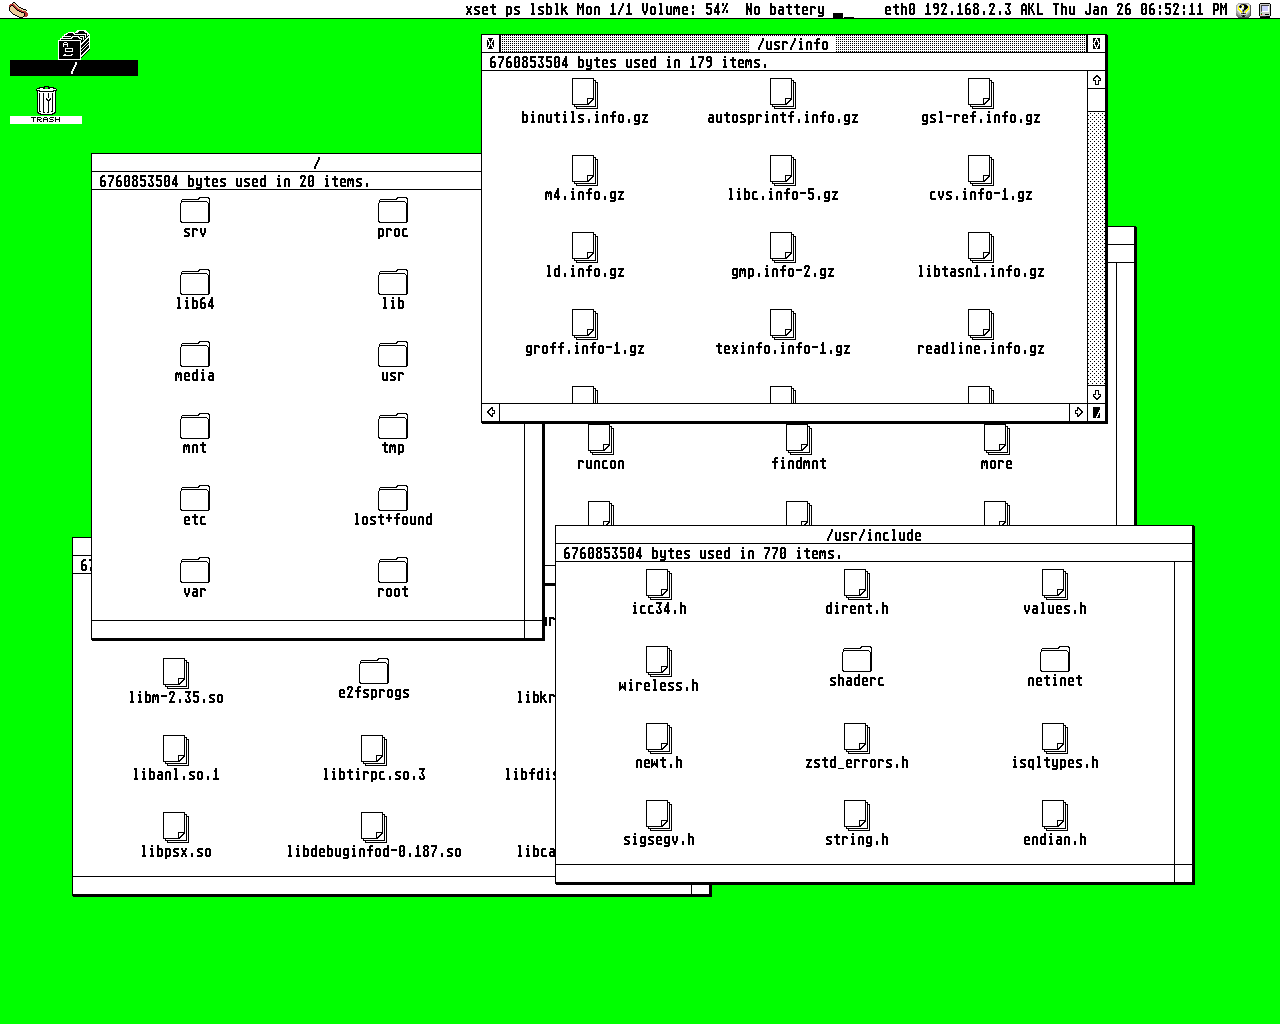 xset ps lsblk Mon 1/1 Volume: 54% No battery eth0 192.168.2.3 AKL Thu Jan 26 06:52:11 PM
/
TRASH
/usr/info
6760853504 bytes used in 179 items.
binutils.info.gz autosprintf.info.gz gsl-ref.info.gz
m4.info.gz libc.info-5.gz cvs.info-1.gz
ld.info.gz gmp.info-2.gz libtasn1.info.gz
groff.info-1.gz texinfo.info-1.gz readline.info.gz
/
6760853504 bytes used in 20 items.
srv proc
lib64 lib
media usr
mnt tmp
etc lost+found
var root
runcon findmnt more
/usr/include
6760853504 bytes used in 770 items.
icc34.h dirent.h values.h
wireless.h shaderc netinet
newt.h zstd_errors.h isqltypes.h
sigsegv.h string.h endian.h
67
libm-2.35.so e2fsprogs libkr
libanl.so.1 libtirpc.so.3 libfdis
libpsx.so libdebuginfod-0.187.so libca